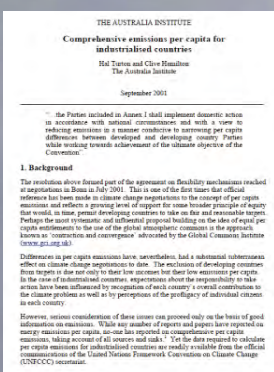 THE AUSTRALIA INSTITUTE
Comprehensive emissions per capita for
industrialised countries
Hal Turton and Clive Hamilton
The Australia Institute
September 2001
"...the Parties included in Annex I shall implement domestic action
in accordance with national circumstances and with a view to
reducing emissions in a manner conducive to narrowing per capita
differences between developed and developing country Parties
while working towards achievement of the ultimate objective of the
Convention"
1. Background
The resolution above formed part of the agreement on flexibility mechanisms reached
at negotiations in Bonn in July 2001. This is one of the first times that official
reference has been made in climate change negotiations to the concept of per capita
emissions and reflects a growing level of support for some broader principle of equity
that would, in time, permit developing countries to take on fair and reasonable targets.
Perhaps the most systematic and influential proposal building on the idea of equal per
capita entitlements to the use of the global atmospheric commons is the approach
known as 'contraction and convergence' advocated by the Global Commons Institute
(www.gci.org.uk).
Differences in per capita emissions have, nevertheless, had a substantial subterranean
effect on climate change negotiations to date. The exclusion of developing countries
from targets is due not only to their low incomes but their low emissions per capita.
In the case of industrialised countries, expectations about the responsibility to take
action have been influenced by recognition of each country's overall contribution to
the climate problem as well as by perceptions of the profligacy of individual citizens
in each country.
However, serious consideration of these issues can proceed only on the basis of good
information on emissions. While any number of reports and papers have reported on
energy emissions per capita, no-one has reported on comprehensive per capita
emissions, taking account of all sources and sinks.¹ Yet the data required to calculate
per capita emissions for industrialised countries are readily available from the official
communications of the United Nations Framework Convention on Climate Change
(UNFCCC) secretariat.